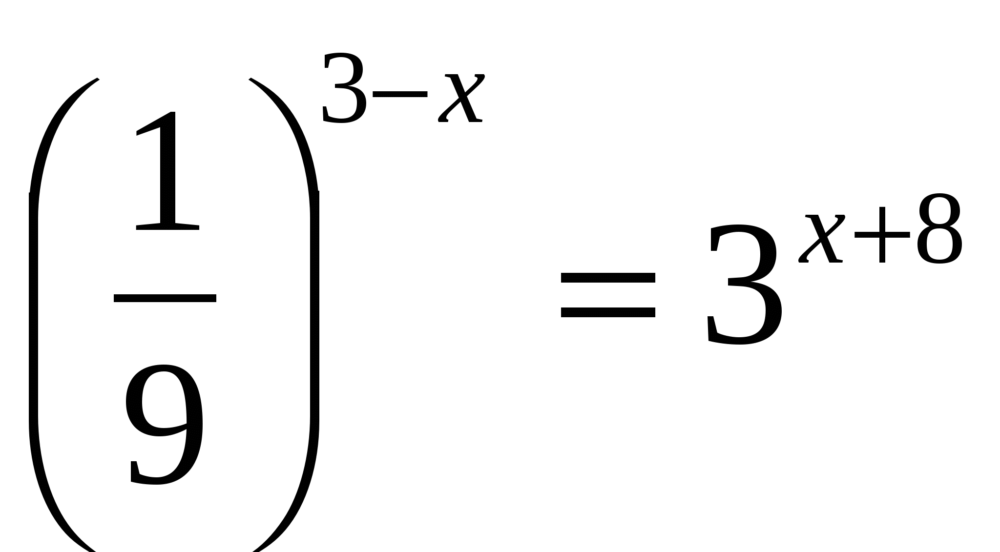 (1/9)^(3−x) = 3^(x+8)